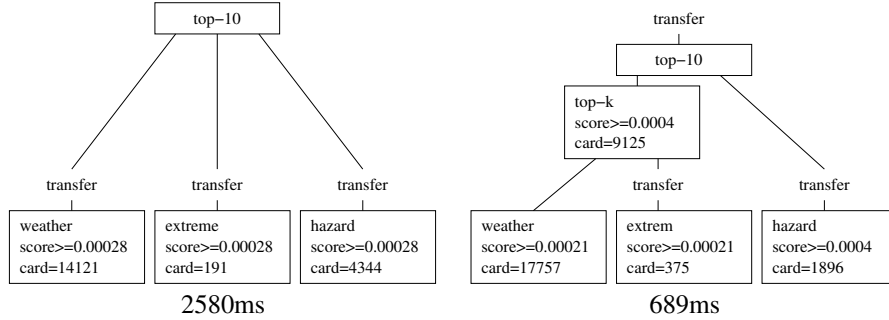 top-10
transfer
transfer
transfer
weather
score>=0.00028
card=14121
extreme
score>=0.00028
card=191
hazard
score>=0.00028
card=4344
2580ms
transfer
top-10
top-k
score>=0.0004
card=9125
transfer
transfer
weather
score>=0.00021
card=17757
extrem
score>=0.00021
card=375
hazard
score>=0.0004
card=1896
689ms